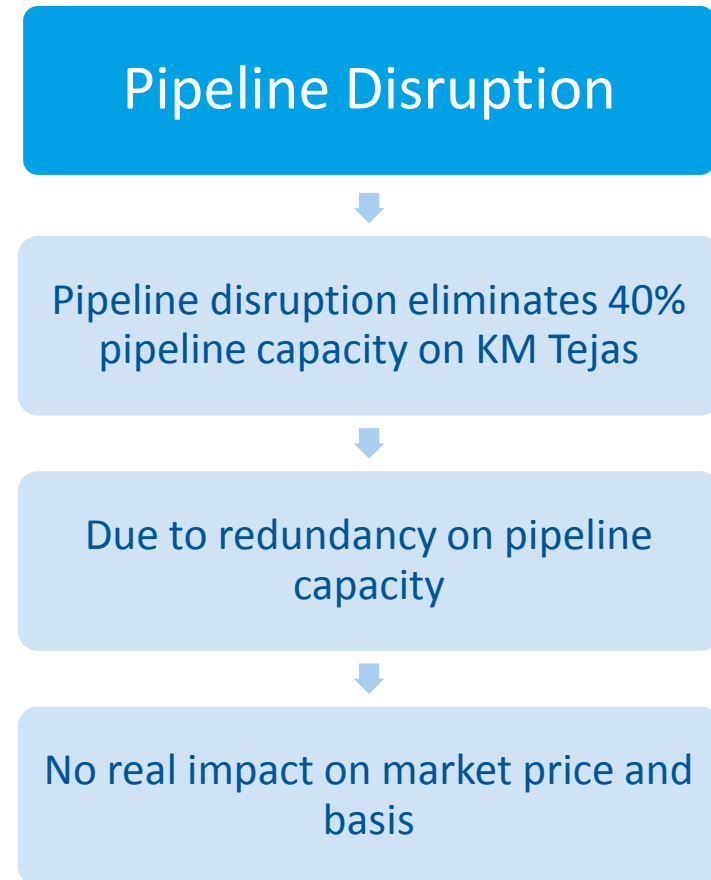 Pipeline Disruption
Pipeline disruption eliminates 40%
pipeline capacity on KM Tejas
Due to redundancy on pipeline
capacity
No real impact on market price and
basis